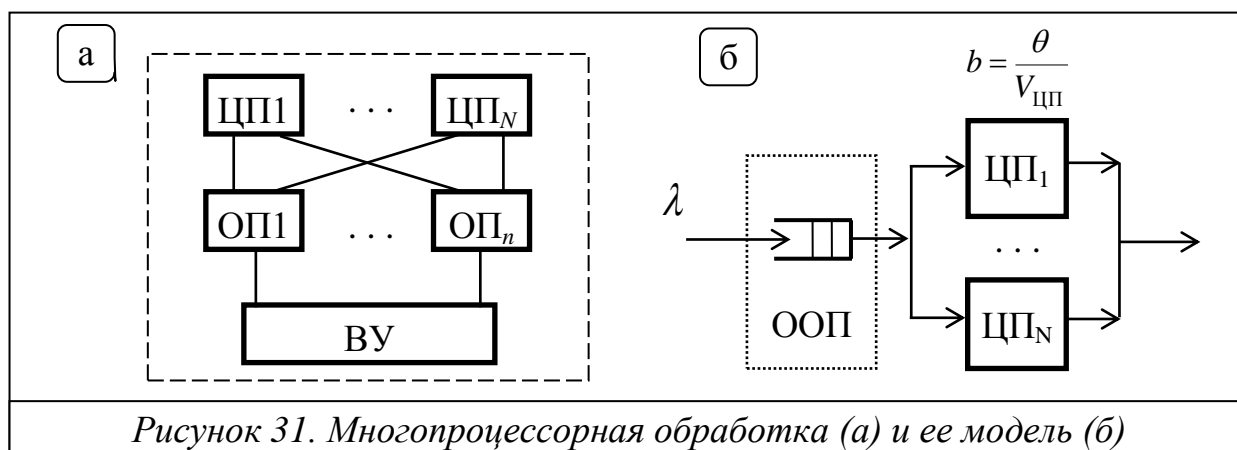 а
ЦП1 . . . ЦП_N
ОП1 . . . ОП_n
ВУ
б
b = θ / V_ЦП
λ
ООП
ЦП_1
. . .
ЦП_N
Рисунок 31. Многопроцессорная обработка (а) и ее модель (б)